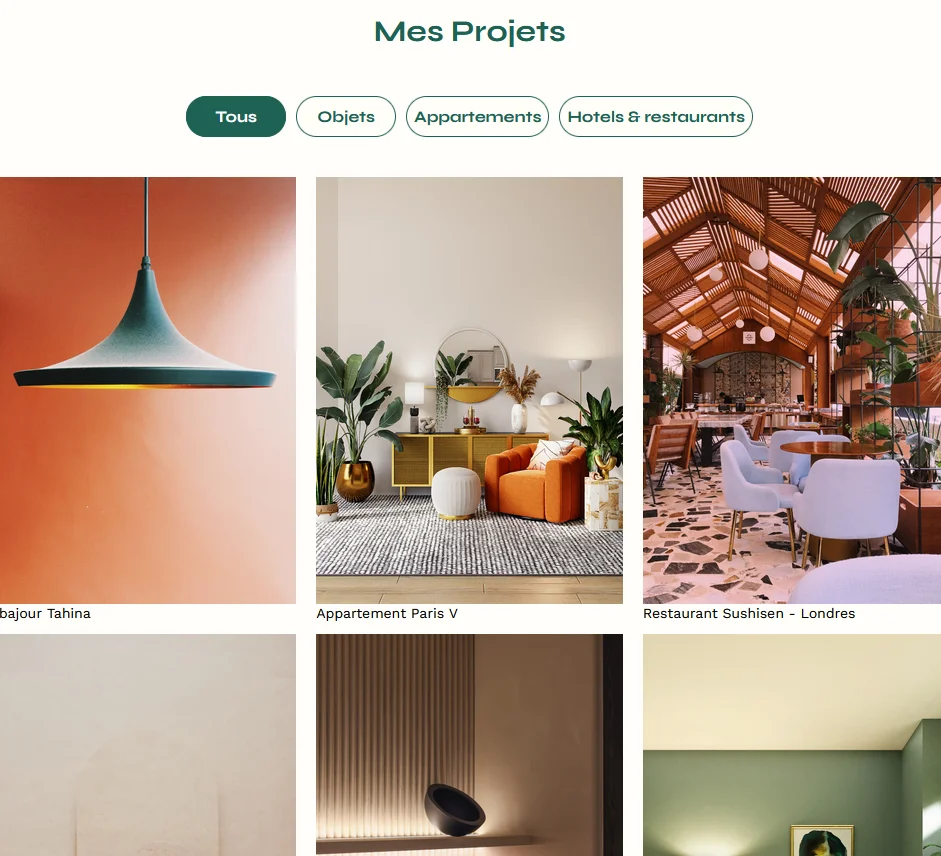 Mes Projets
Tous
Objets
Appartements
Hotels & restaurants
bajour Tahina
Appartement Paris V
Restaurant Sushisen - Londres